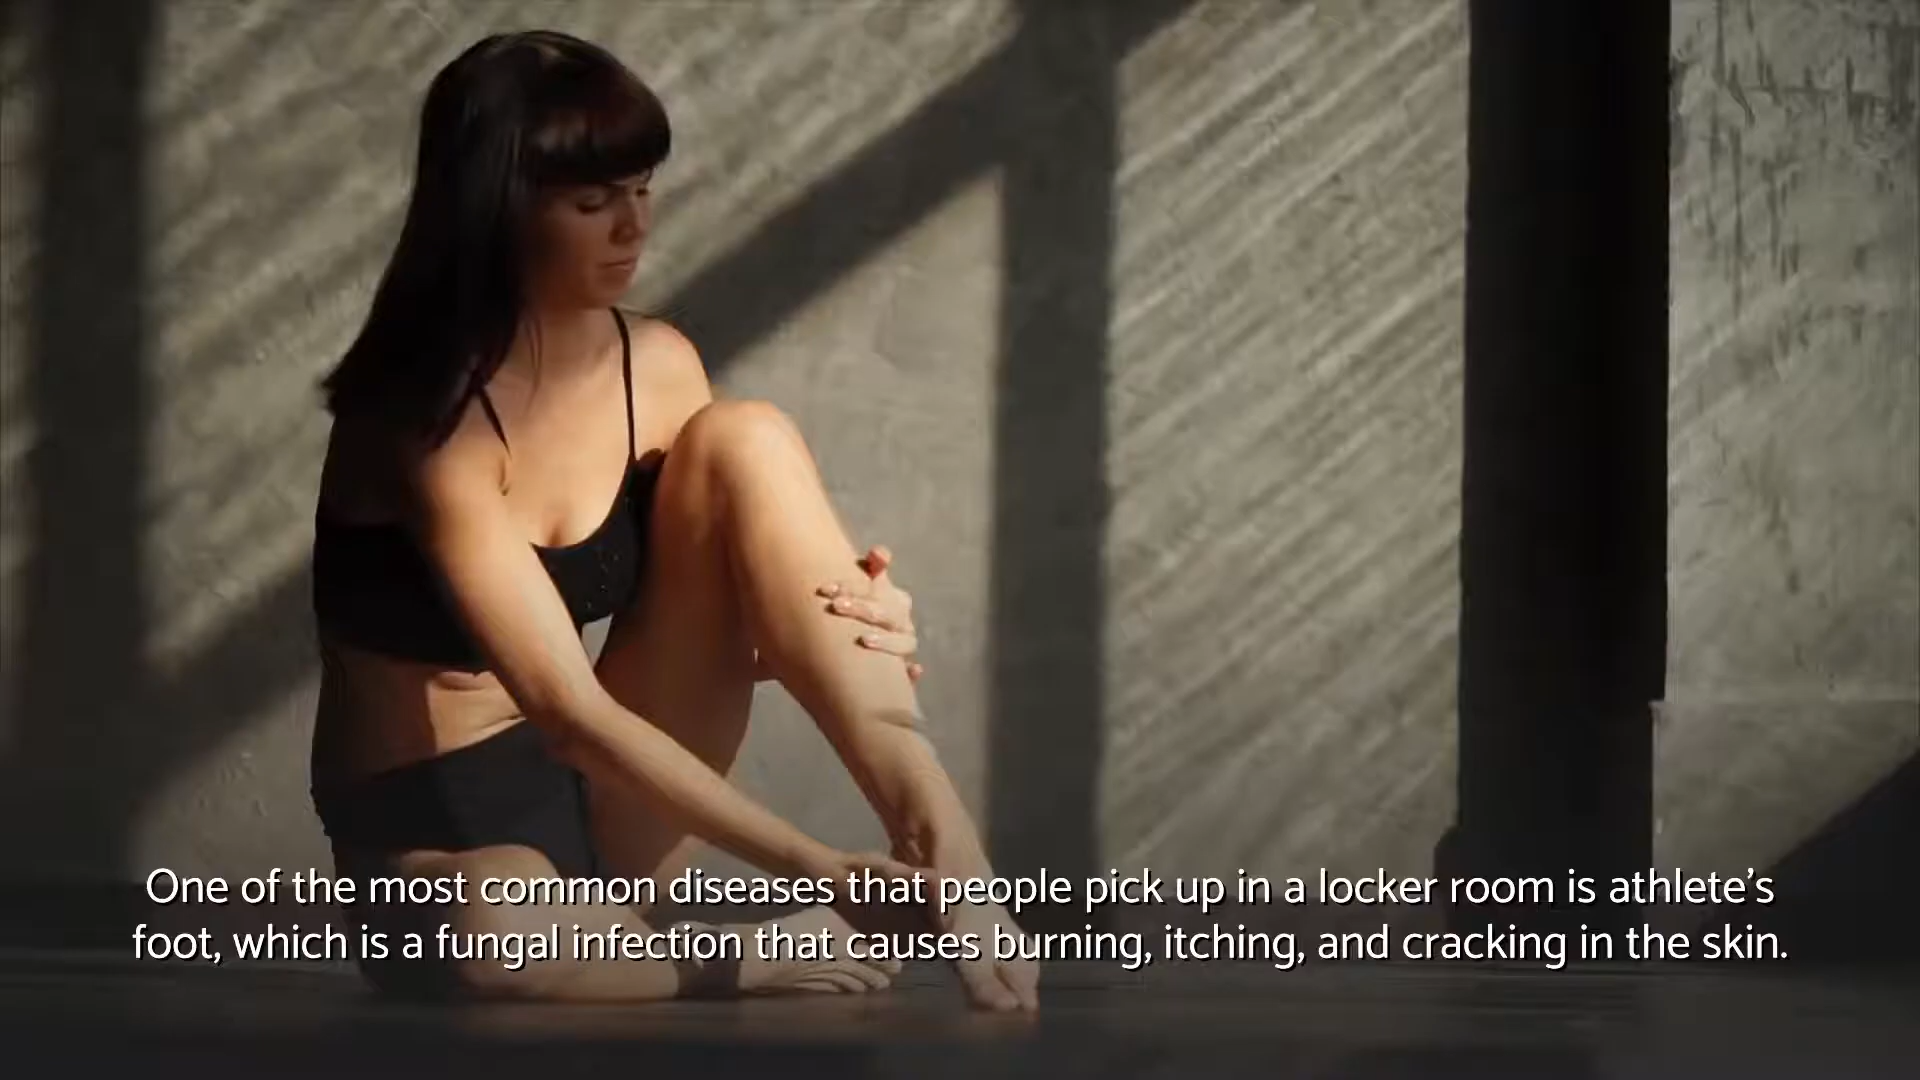 One of the most common diseases that people pick up in a locker room is athlete’s
foot, which is a fungal infection that causes burning, itching, and cracking in the skin.